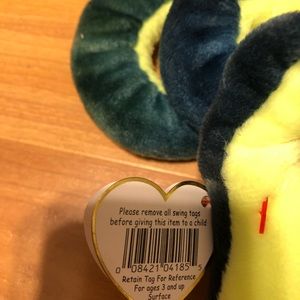 Please remove all swing tags
before giving this item to a child
0 08421 04185 5
Retain Tag For Reference
For ages 3 and up
Surface